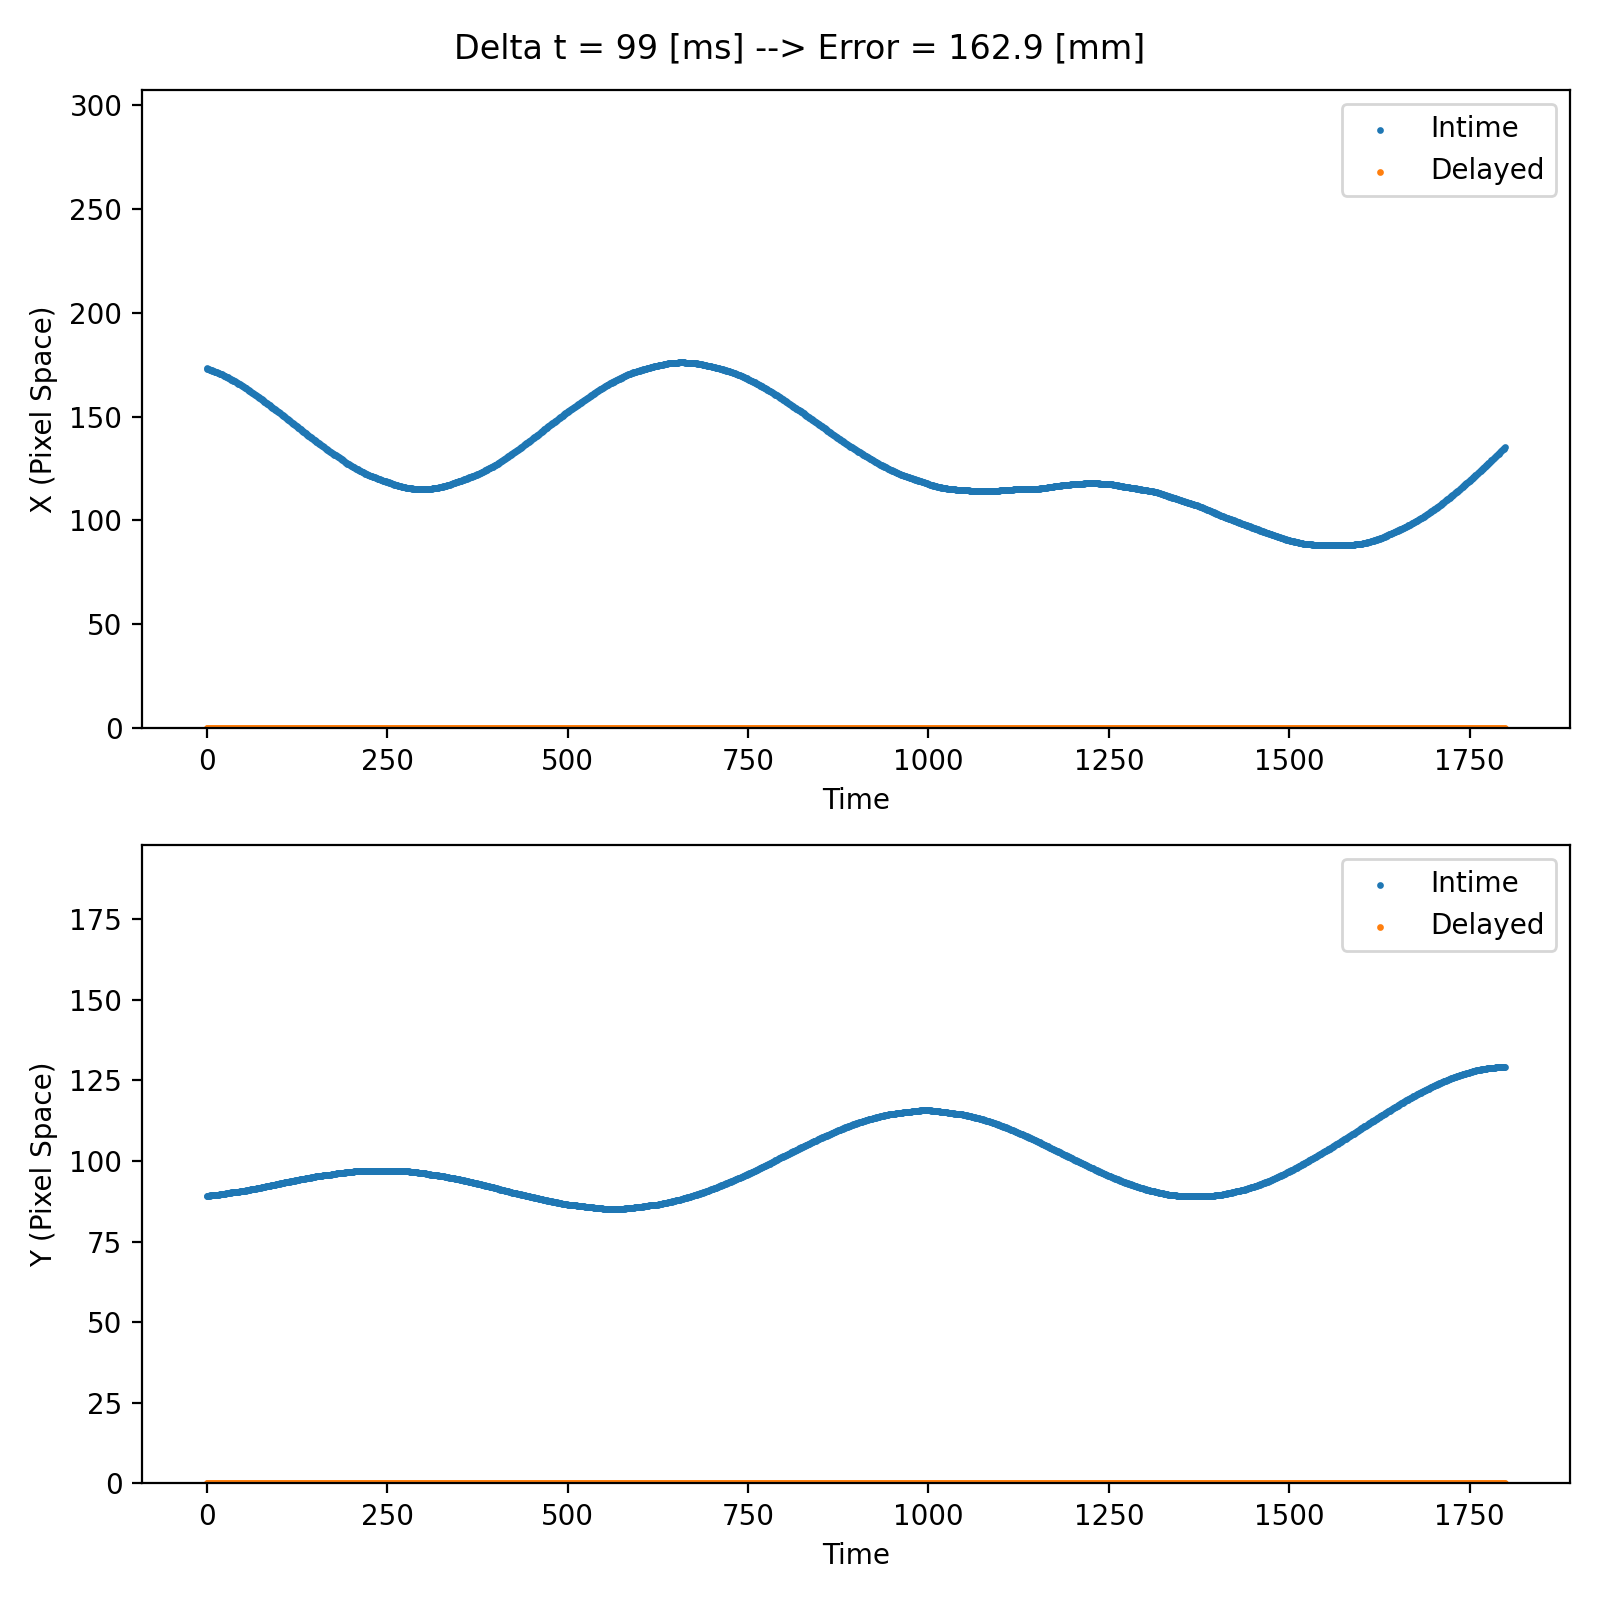 Delta t = 99 [ms] --> Error = 162.9 [mm]
300
250
200
150
100
50
0
X (Pixel Space)
Intime
Delayed
0 250 500 750 1000 1250 1500 1750
Time
175
150
125
100
75
50
25
0
Y (Pixel Space)
Intime
Delayed
0 250 500 750 1000 1250 1500 1750
Time